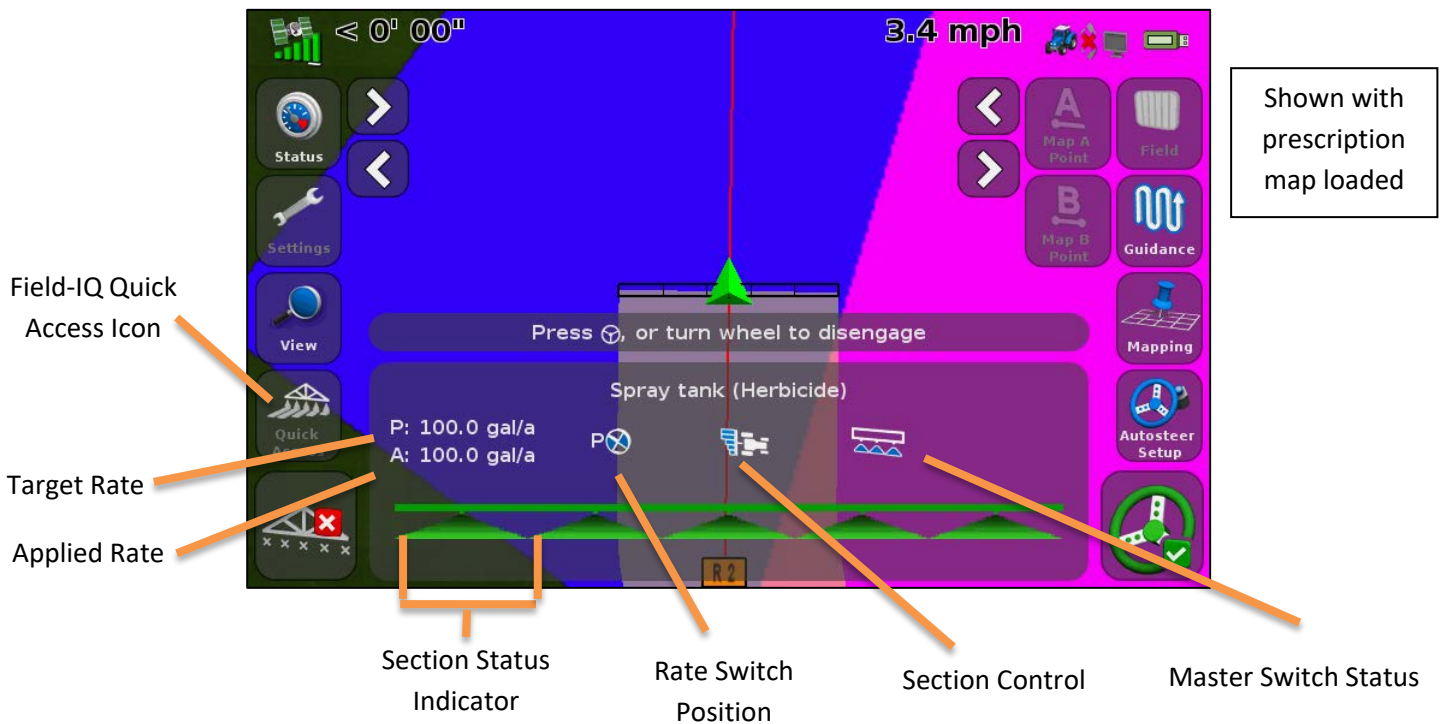 < 0' 00"
3.4 mph
Status
Settings
View
Quick
Access
A
Map A
Point
Field
B
Map B
Point
Guidance
Mapping
Autosteer
Setup
Shown with
prescription
map loaded
Field-IQ Quick
Access Icon
Press , or turn wheel to disengage
Spray tank (Herbicide)
P: 100.0 gal/a
A: 100.0 gal/a
P
Target Rate
Applied Rate
R 2
Section Status
Indicator
Rate Switch
Position
Section Control
Master Switch Status